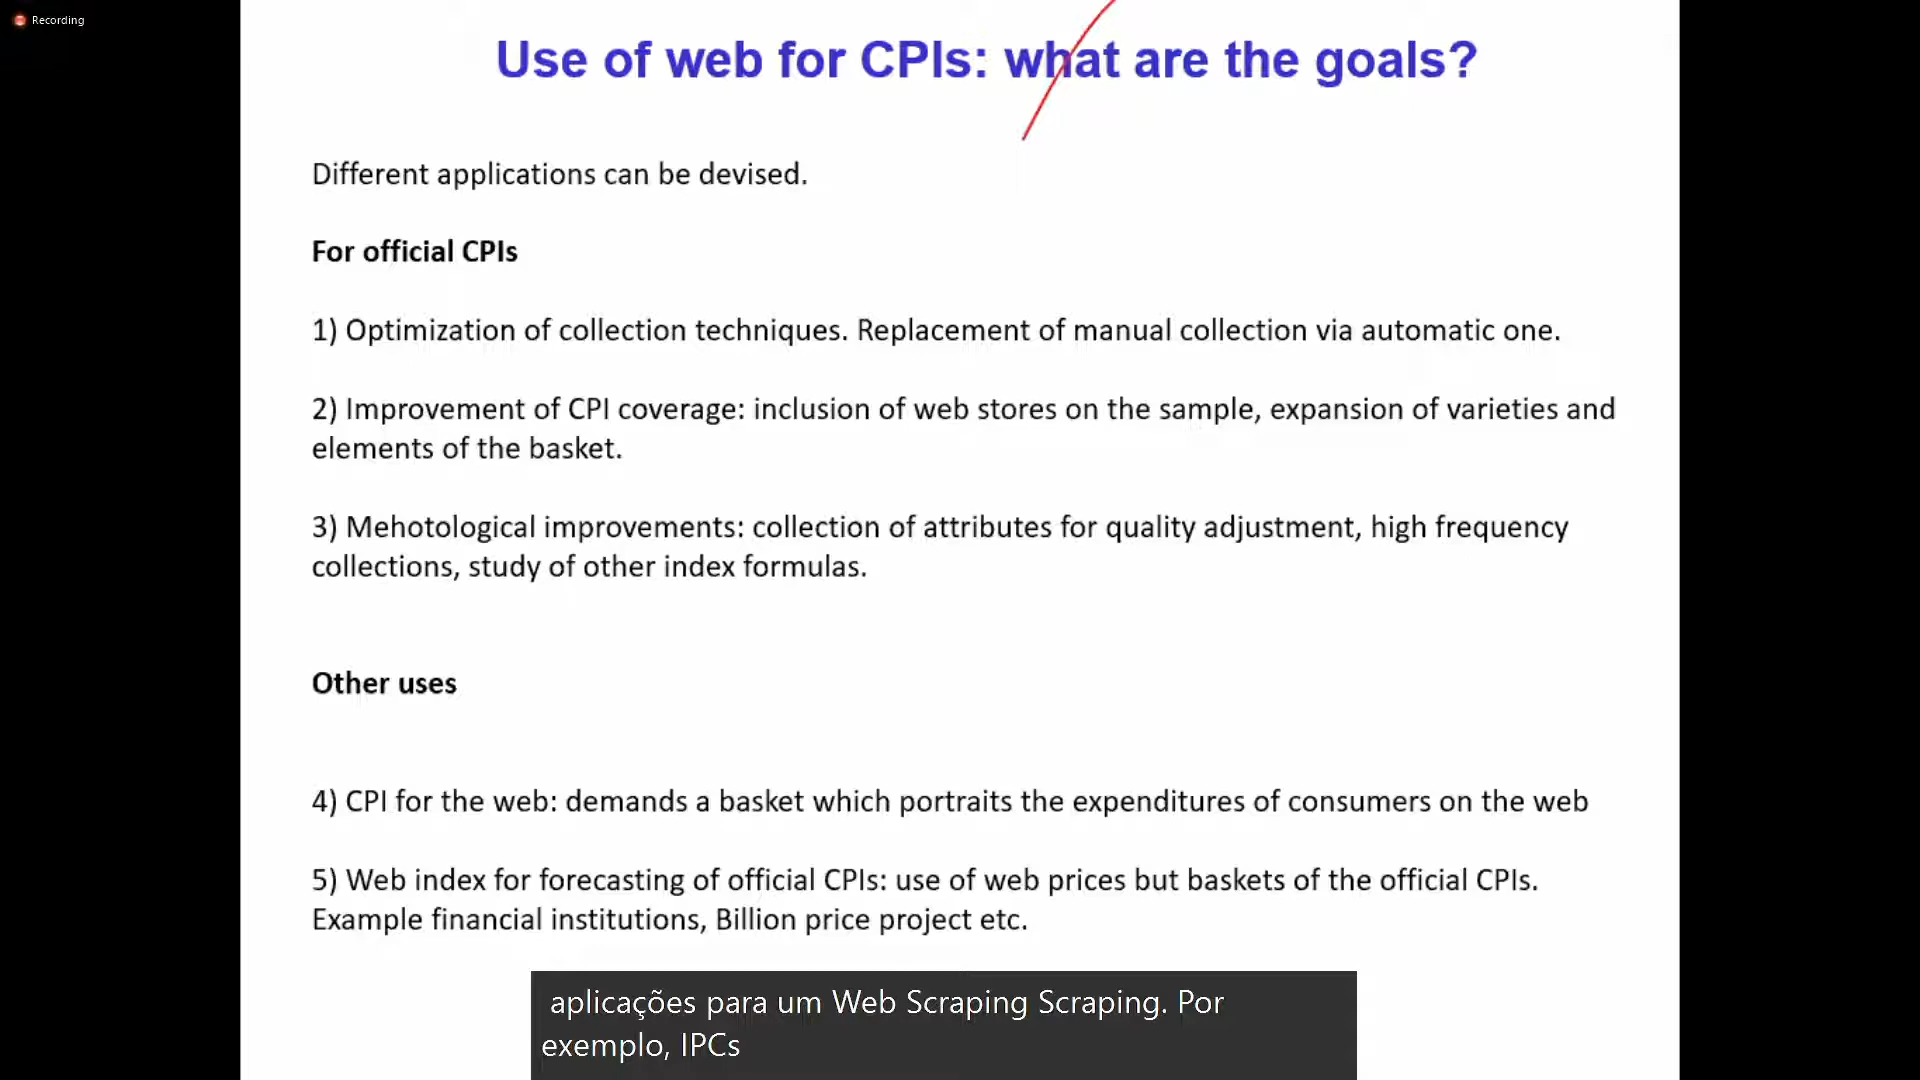 Recording
Use of web for CPIs: what are the goals?
Different applications can be devised.
For official CPIs
1) Optimization of collection techniques. Replacement of manual collection via automatic one.
2) Improvement of CPI coverage: inclusion of web stores on the sample, expansion of varieties and
elements of the basket.
3) Mehotological improvements: collection of attributes for quality adjustment, high frequency
collections, study of other index formulas.
Other uses
4) CPI for the web: demands a basket which portraits the expenditures of consumers on the web
5) Web index for forecasting of official CPIs: use of web prices but baskets of the official CPIs.
Example financial institutions, Billion price project etc.
aplicações para um Web Scraping Scraping. Por
exemplo, IPCs